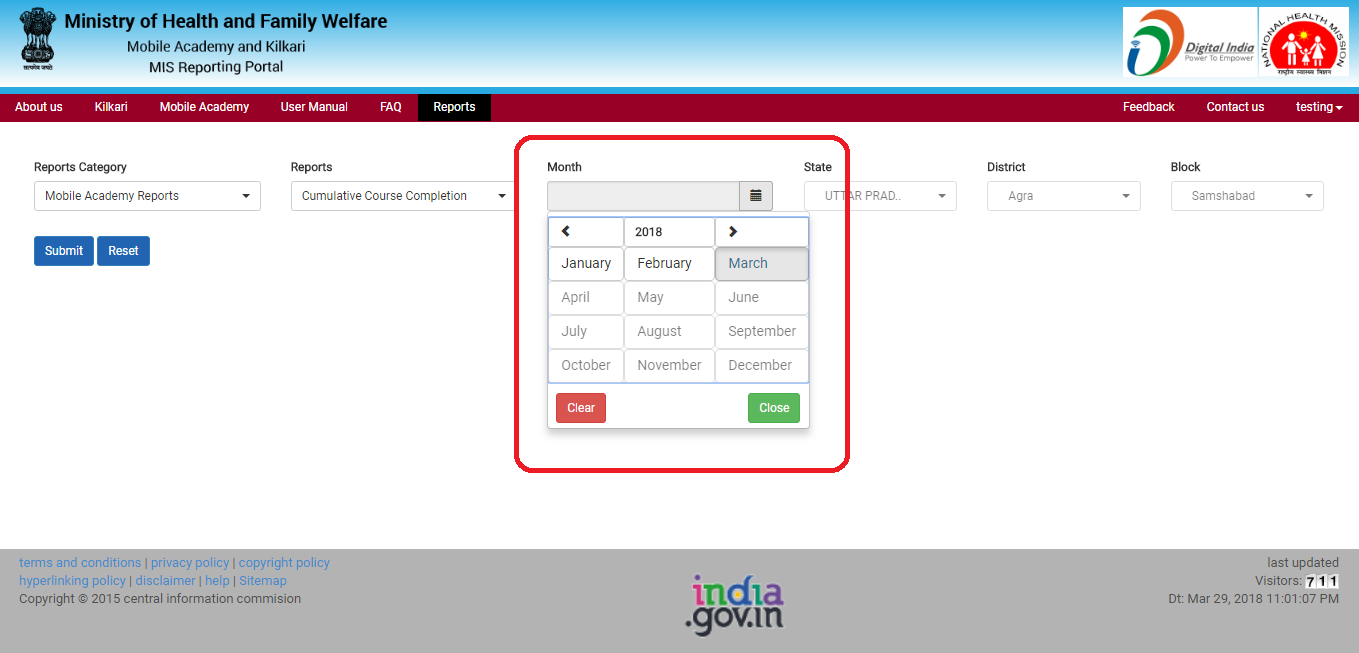 Ministry of Health and Family Welfare
Mobile Academy and Kilkari
MIS Reporting Portal
सत्यमेव जयते
Digital India
Power To Empower
NATIONAL HEALTH MISSION
राष्ट्रीय स्वास्थ्य मिशन
About us Kilkari Mobile Academy User Manual FAQ Reports Feedback Contact us testing
Reports Category Reports Month State District Block
Mobile Academy Reports Cumulative Course Completion UTTAR PRAD.. Agra Samshabad
2018
Submit Reset
January February March
April May June
July August September
October November December
Clear Close
terms and conditions | privacy policy | copyright policy
hyperlinking policy | disclaimer | help | Sitemap
Copyright © 2015 central information commision
india
.gov.in
last updated
Visitors: 711
Dt: Mar 29, 2018 11:01:07 PM